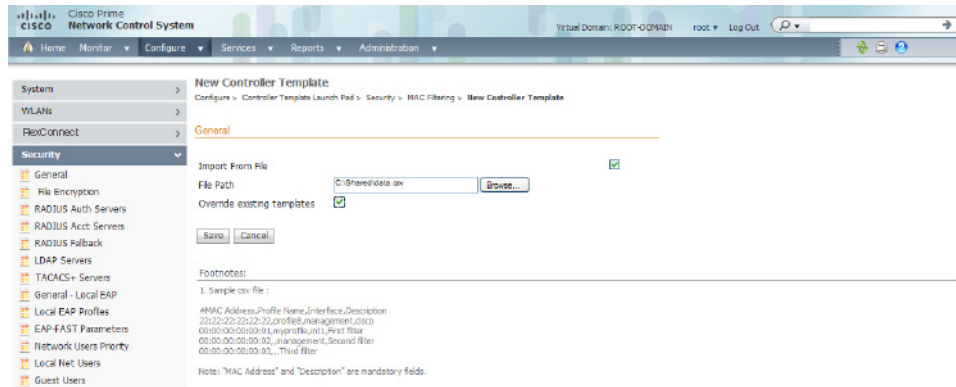 Cisco Prime
CISCO Network Control System
Virtual Domain: ROOT-DOMAIN root Log Out
Home Monitor Configure Services Reports Administration
System
WLANs
FlexConnect
Security
General
File Encryption
RADIUS Auth Servers
RADIUS Acct Servers
RADIUS Fallback
LDAP Servers
TACACS+ Servers
General - Local EAP
Local EAP Profiles
EAP-FAST Parameters
Network Users Priority
Local Net Users
Guest Users
New Controller Template
Configure > Controller Template Launch Pad > Security > MAC Filtering > New Controller Template
General
Import From File
File Path C:\Shared\data.csv Browse...
Override existing templates
Save Cancel
Footnotes:
1. Sample csv file :
#MAC Address,Profile Name,Interface,Description
22:22:22:22:22:22,profile8,management,cisco
00:00:00:00:00:01,myprofile,int1,First filter
00:00:00:00:00:02,,management,Second filter
00:00:00:00:00:03,,,Third filter
Note: "MAC Address" and "Description" are mandatory fields.